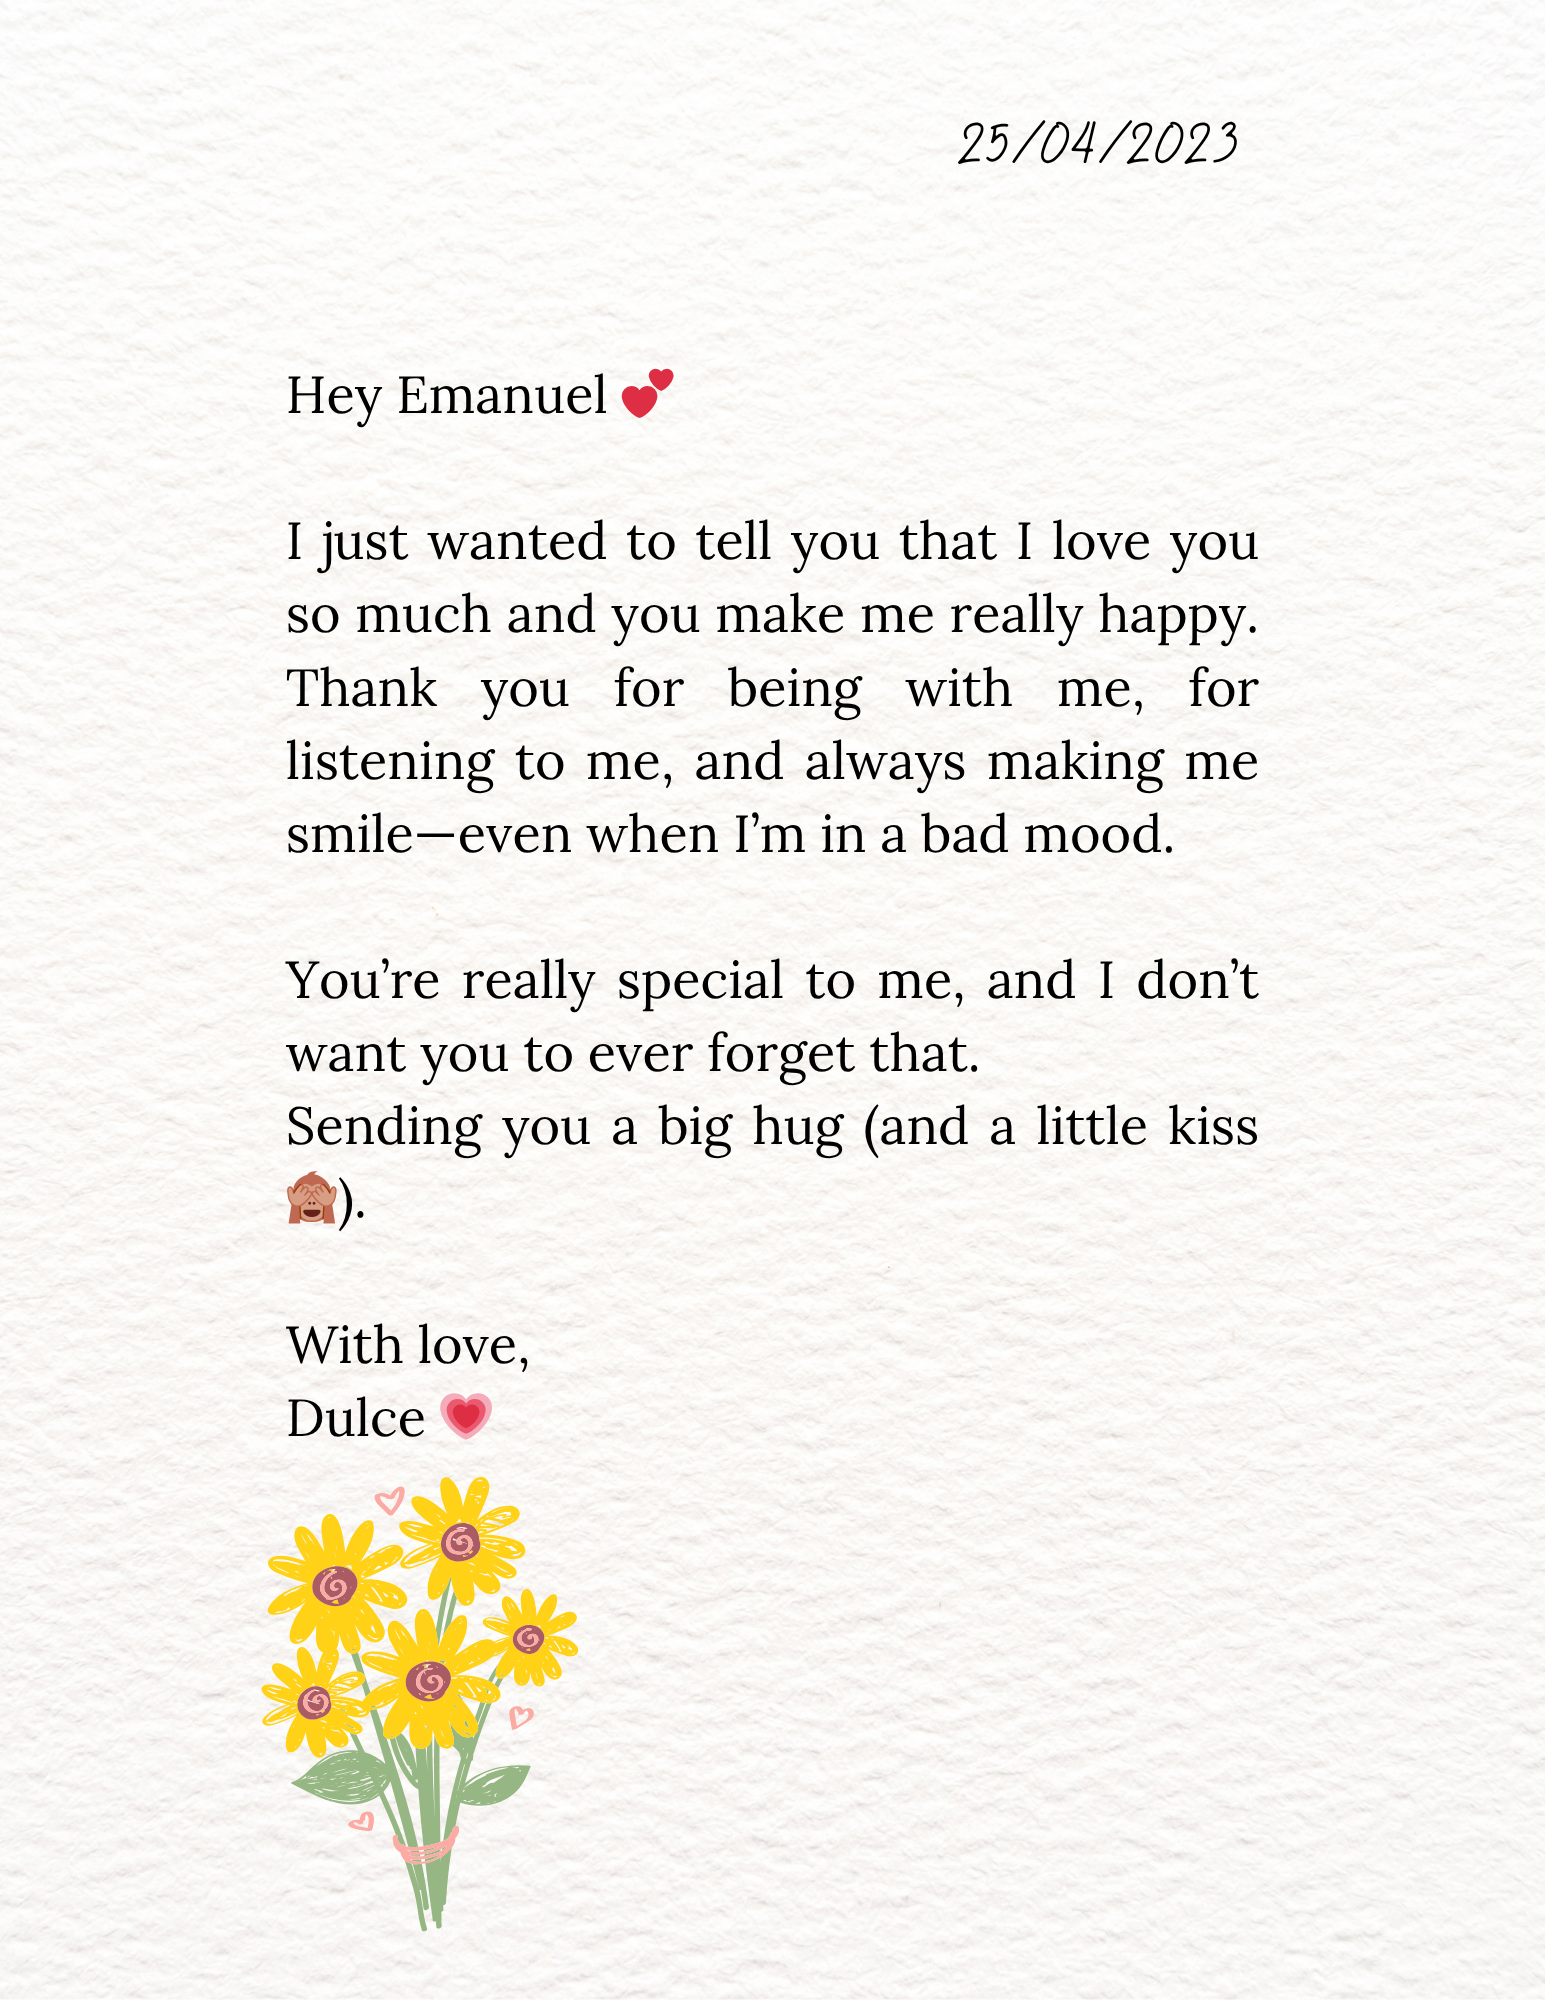 25/04/2023
Hey Emanuel 💕
I just wanted to tell you that I love you
so much and you make me really happy.
Thank you for being with me, for
listening to me, and always making me
smile—even when I’m in a bad mood.
You’re really special to me, and I don’t
want you to ever forget that.
Sending you a big hug (and a little kiss
🙈).
With love,
Dulce 💗